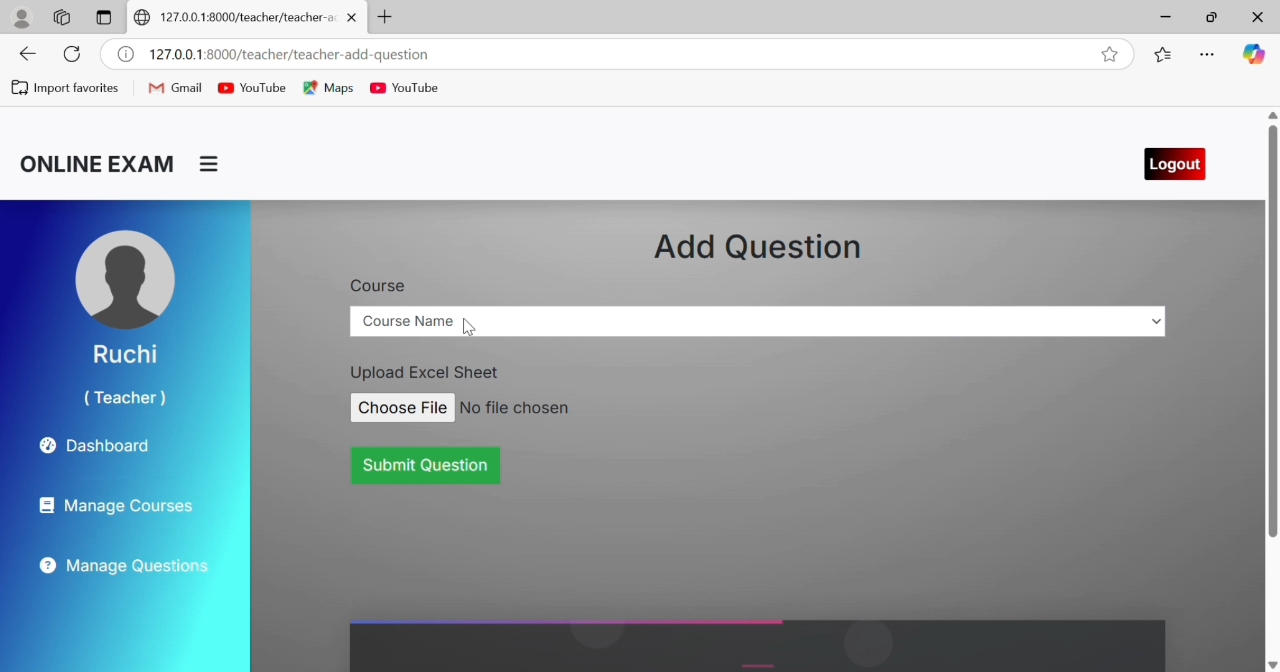 127.0.0.1:8000/teacher/teacher-a
127.0.0.1:8000/teacher/teacher-add-question
Import favorites Gmail YouTube Maps YouTube
ONLINE EXAM Logout
Ruchi
( Teacher )
Dashboard
Manage Courses
Manage Questions
Add Question
Course
Course Name
Upload Excel Sheet
Choose File No file chosen
Submit Question